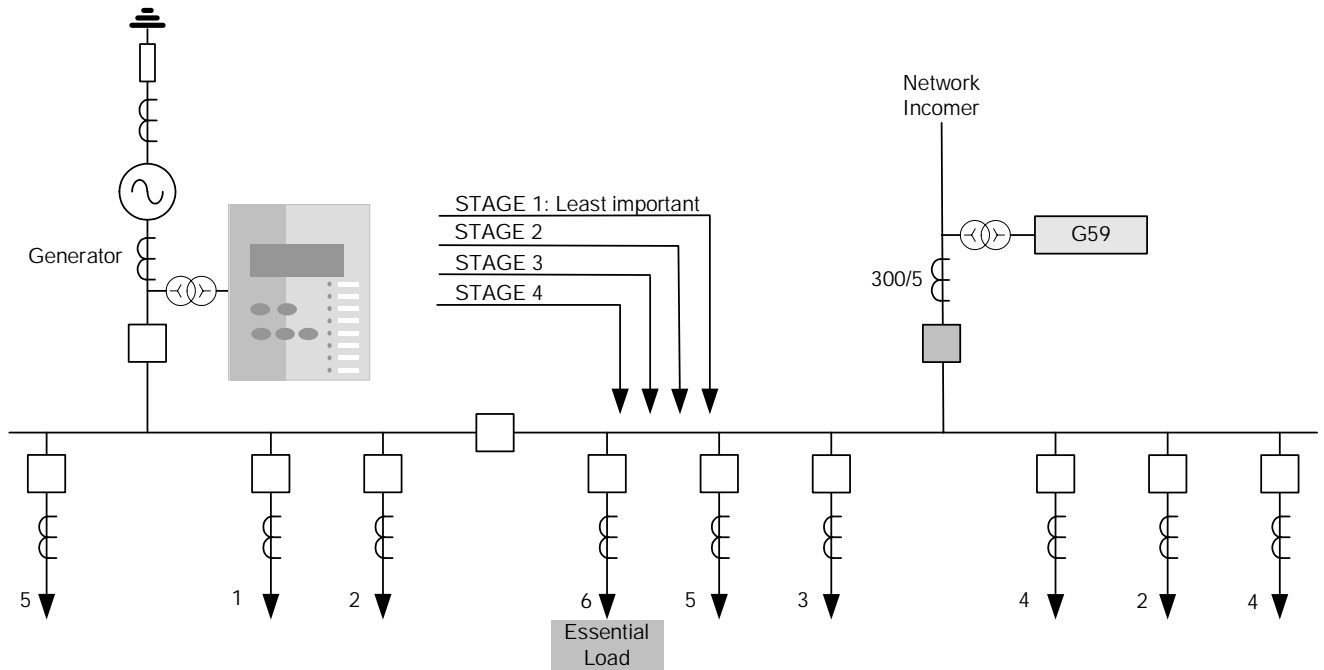 Network
Incomer
STAGE 1: Least important
STAGE 2
STAGE 3
STAGE 4
G59
Generator
300/5
5
1
2
6
5
3
4
2
4
Essential
Load